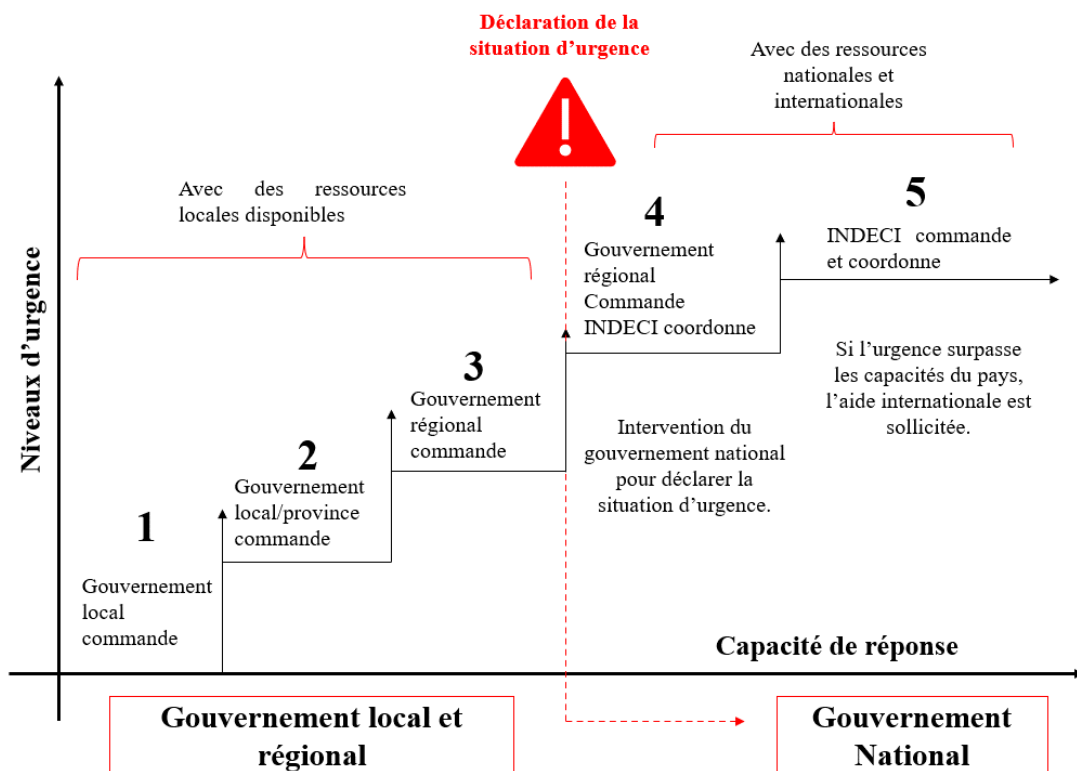 Déclaration de la
situation d’urgence
Avec des ressources
nationales et
internationales
Avec des ressources
locales disponibles
Niveaux d’urgence
1
Gouvernement
local
commande
2
Gouvernement
local/province
commande
3
Gouvernement
régional
commande
4
Gouvernement
régional
Commande
INDECI coordonne
5
INDECI commande
et coordonne
Intervention du
gouvernement national
pour déclarer la
situation d’urgence.
Si l’urgence surpasse
les capacités du pays,
l’aide internationale est
sollicitée.
Capacité de réponse
Gouvernement local et
régional
Gouvernement
National